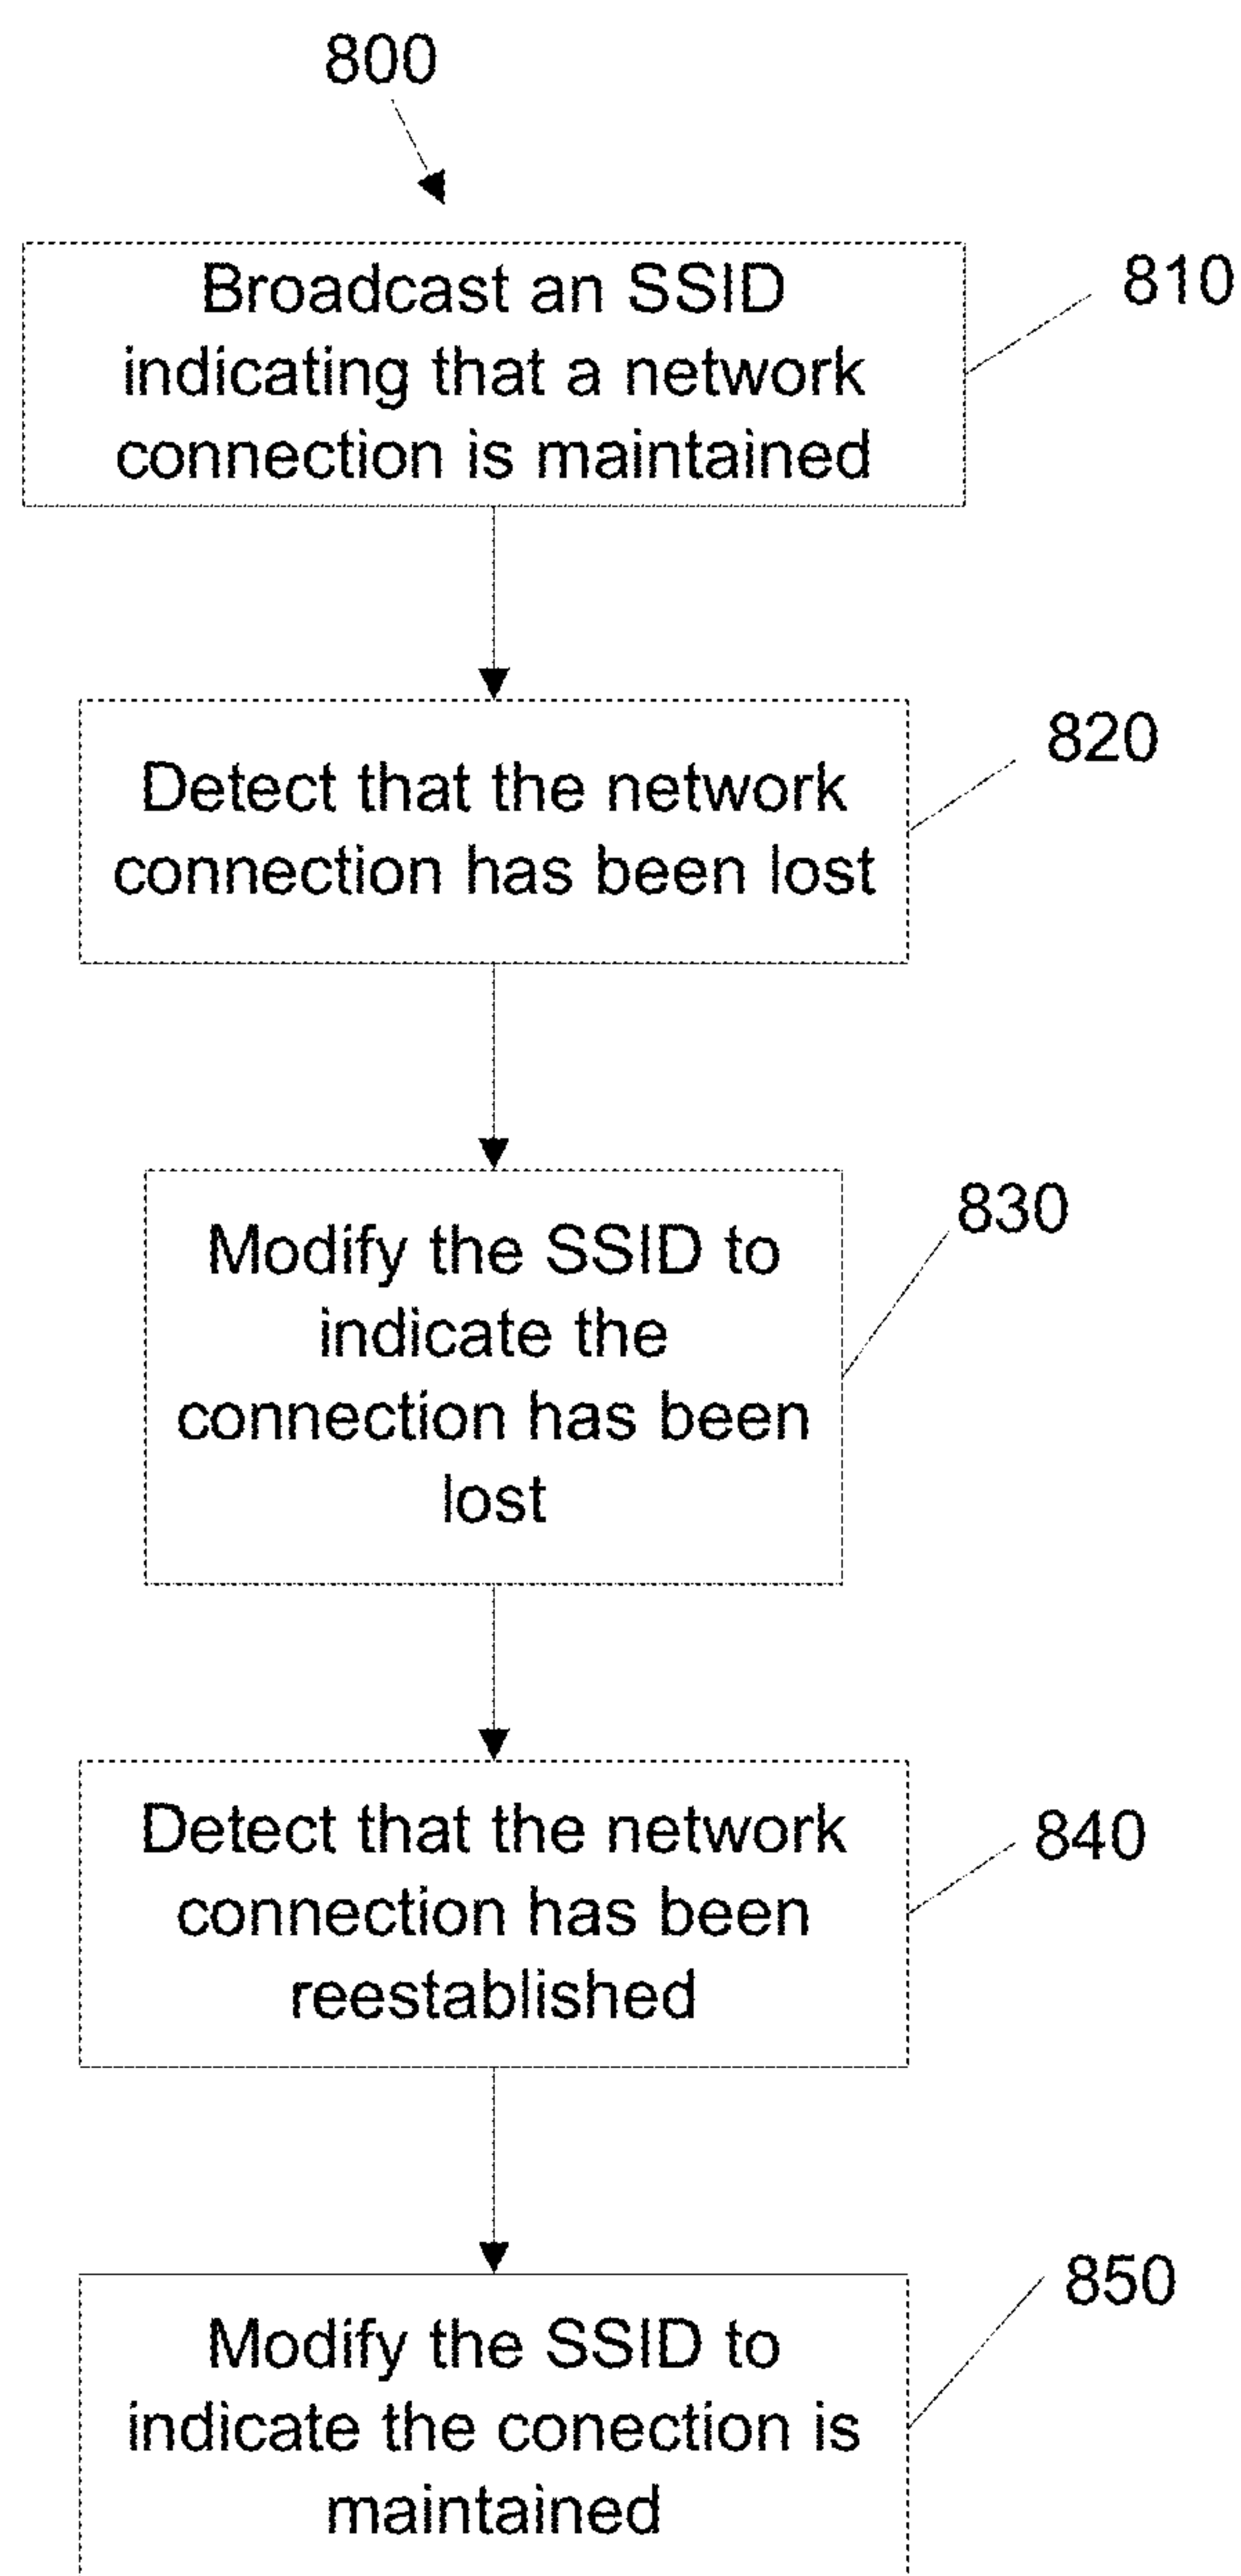 800
Broadcast an SSID
indicating that a network
connection is maintained
810
Detect that the network
connection has been lost
820
Modify the SSID to
indicate the
connection has been
lost
830
Detect that the network
connection has been
reestablished
840
Modify the SSID to
indicate the conection is
maintained
850